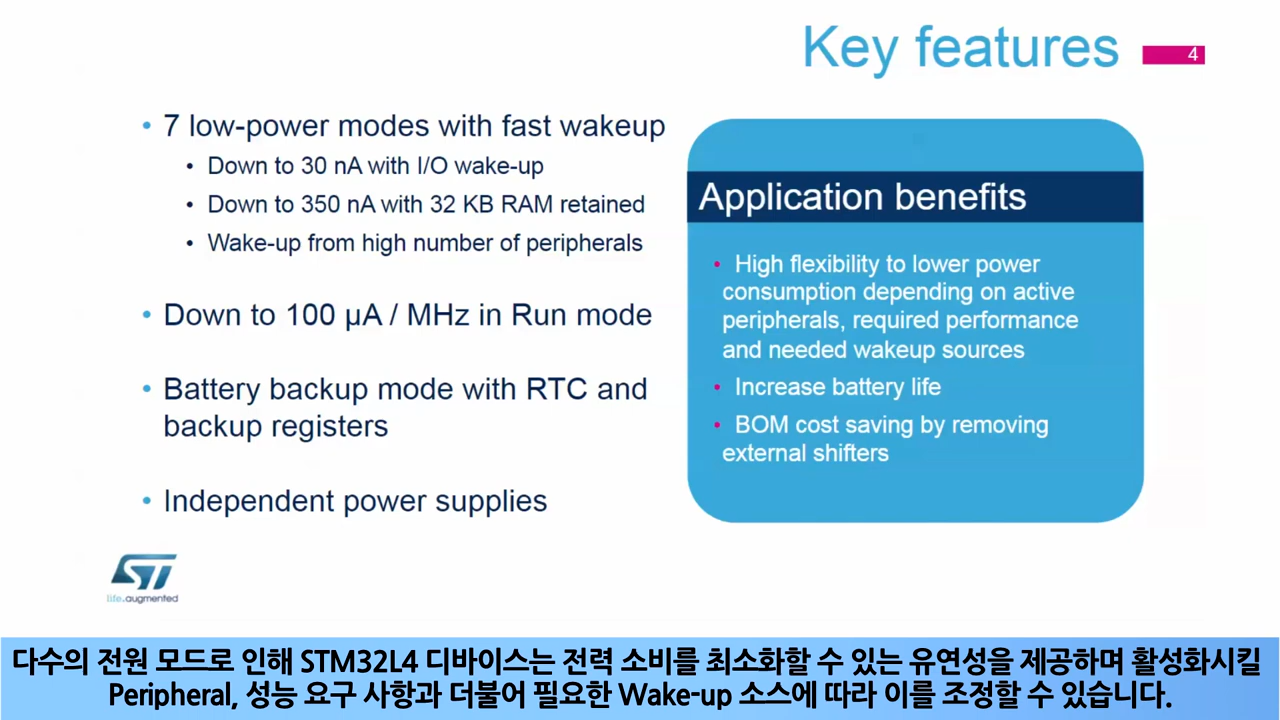 Key features
4
• 7 low-power modes with fast wakeup
• Down to 30 nA with I/O wake-up
• Down to 350 nA with 32 KB RAM retained
• Wake-up from high number of peripherals
• Down to 100 µA / MHz in Run mode
• Battery backup mode with RTC and
backup registers
• Independent power supplies
Application benefits
• High flexibility to lower power
consumption depending on active
peripherals, required performance
and needed wakeup sources
• Increase battery life
• BOM cost saving by removing
external shifters
ST
life.augmented
다수의 전원 모드로 인해 STM32L4 디바이스는 전력 소비를 최소화할 수 있는 유연성을 제공하며 활성화시킬
Peripheral, 성능 요구 사항과 더불어 필요한 Wake-up 소스에 따라 이를 조정할 수 있습니다.